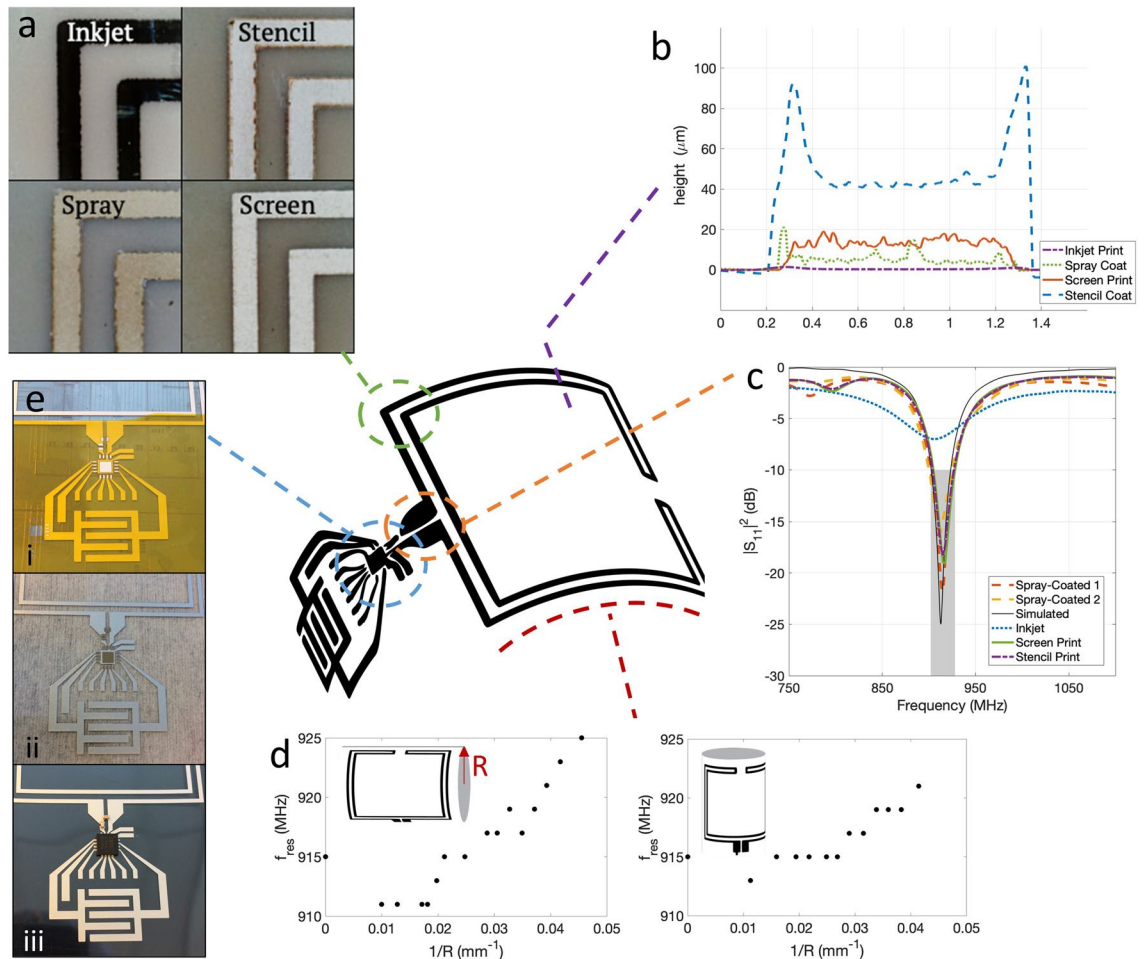 a
Inkjet
Stencil
Spray
Screen
b
height (μm)
100
80
60
40
20
0
0
0.2
0.4
0.6
0.8
1
1.2
1.4
Inkjet Print
Spray Coat
Screen Print
Stencil Coat
c
|S11|² (dB)
0
-5
-10
-15
-20
-25
-30
750
850
950
1050
Frequency (MHz)
Spray-Coated 1
Spray-Coated 2
Simulated
Inkjet
Screen Print
Stencil Print
e
i
ii
iii
d
fres (MHz)
925
920
915
910
0
0.01
0.02
0.03
0.04
0.05
1/R (mm⁻¹)
R
fres (MHz)
925
920
915
910
0
0.01
0.02
0.03
0.04
0.05
1/R (mm⁻¹)